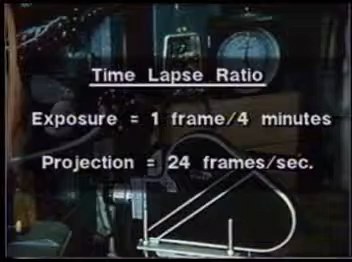 Time Lapse Ratio
Exposure = 1 frame/4 minutes
Projection = 24 frames/sec.